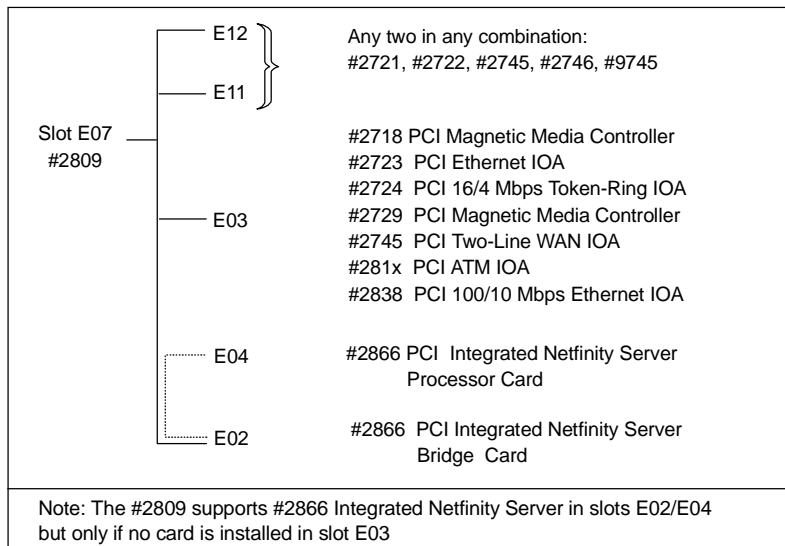 E12
Any two in any combination:
#2721, #2722, #2745, #2746, #9745
E11
Slot E07
#2809
#2718 PCI Magnetic Media Controller
#2723 PCI Ethernet IOA
#2724 PCI 16/4 Mbps Token-Ring IOA
#2729 PCI Magnetic Media Controller
#2745 PCI Two-Line WAN IOA
#281x PCI ATM IOA
#2838 PCI 100/10 Mbps Ethernet IOA
E03
E04
#2866 PCI Integrated Netfinity Server
Processor Card
E02
#2866 PCI Integrated Netfinity Server
Bridge Card
Note: The #2809 supports #2866 Integrated Netfinity Server in slots E02/E04
but only if no card is installed in slot E03